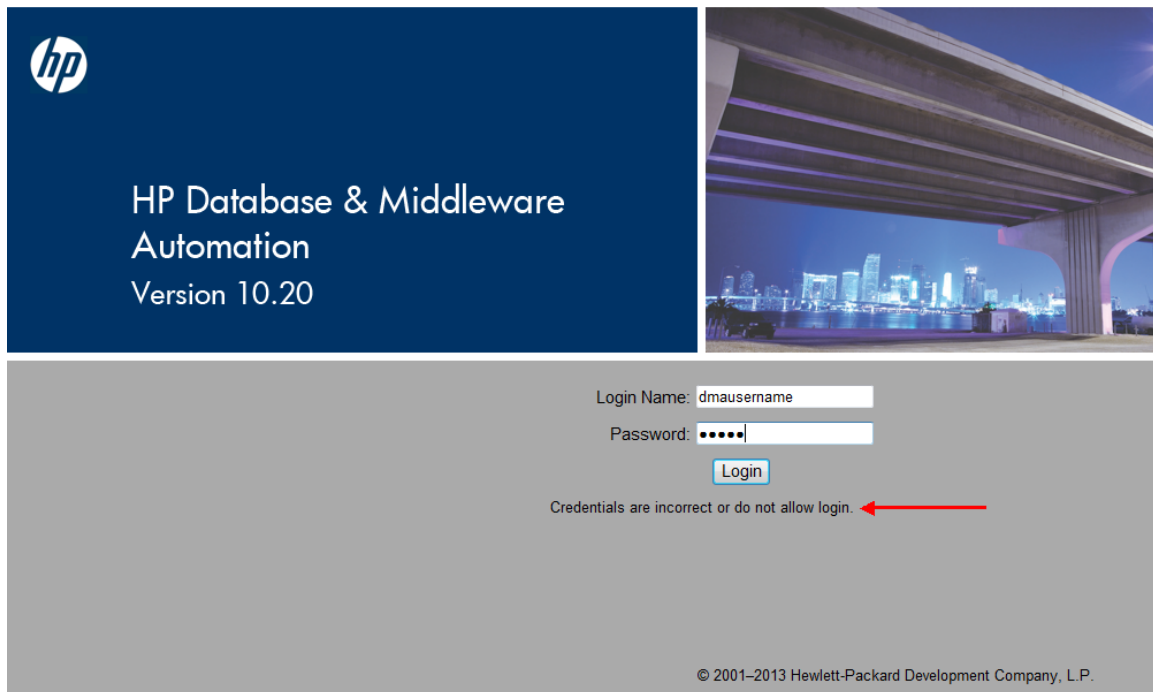 hp
HP Database & Middleware
Automation
Version 10.20
Login Name: dmausername
Password: •••••
Login
Credentials are incorrect or do not allow login.
© 2001–2013 Hewlett-Packard Development Company, L.P.